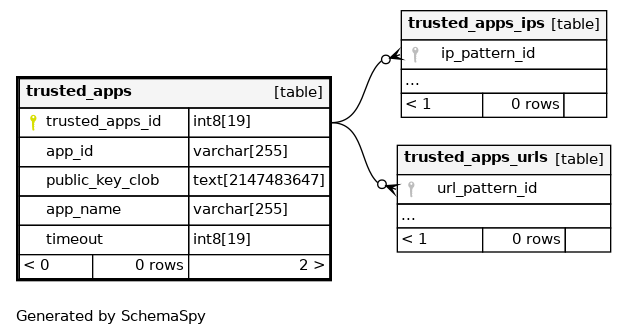 trusted_apps_ips [table]
ip_pattern_id
...
< 1 0 rows
trusted_apps [table]
trusted_apps_id int8[19]
app_id varchar[255]
public_key_clob text[2147483647]
app_name varchar[255]
timeout int8[19]
< 0 0 rows 2 >
trusted_apps_urls [table]
url_pattern_id
...
< 1 0 rows
Generated by SchemaSpy